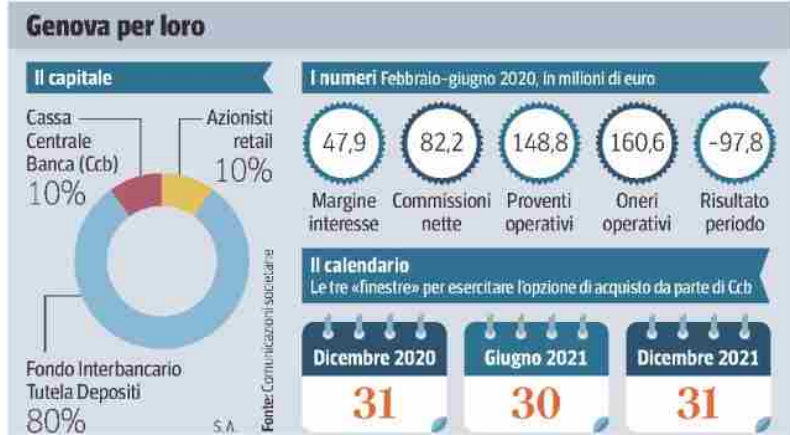 Genova per loro
Il capitale
Cassa
Centrale
Banca (Ccb)
10%
Azionisti
retail
10%
Fondo Interbancario
Tutela Depositi
80%
S.A.
Fonte: Comunicazioni societarie
I numeri Febbraio-giugno 2020, in milioni di euro
47,9
Margine
interesse
82,2
Commissioni
nette
148,8
Proventi
operativi
160,6
Oneri
operativi
-97,8
Risultato
periodo
Il calendario
Le tre «finestre» per esercitare l'opzione di acquisto da parte di Ccb
Dicembre 2020
31
Giugno 2021
30
Dicembre 2021
31